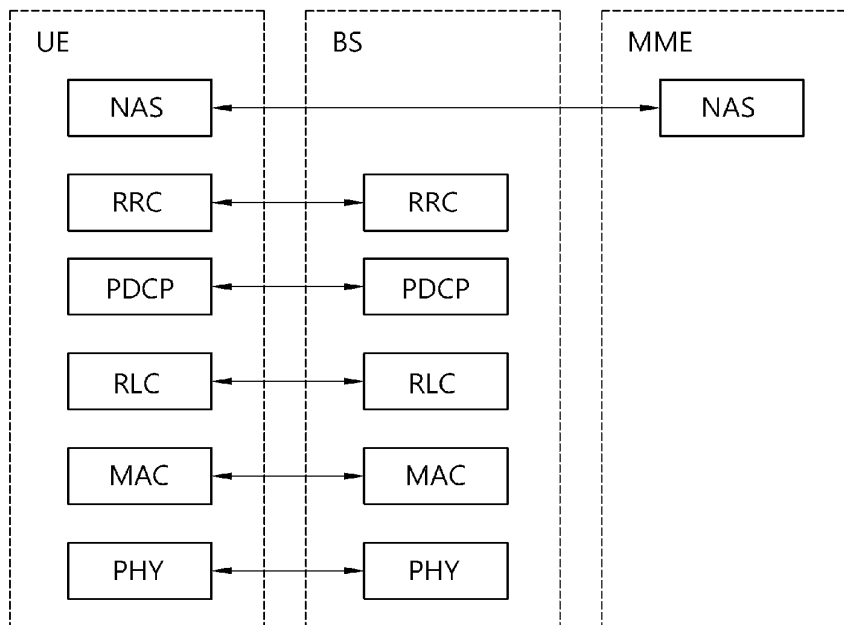 UE BS MME
NAS NAS
RRC RRC
PDCP PDCP
RLC RLC
MAC MAC
PHY PHY